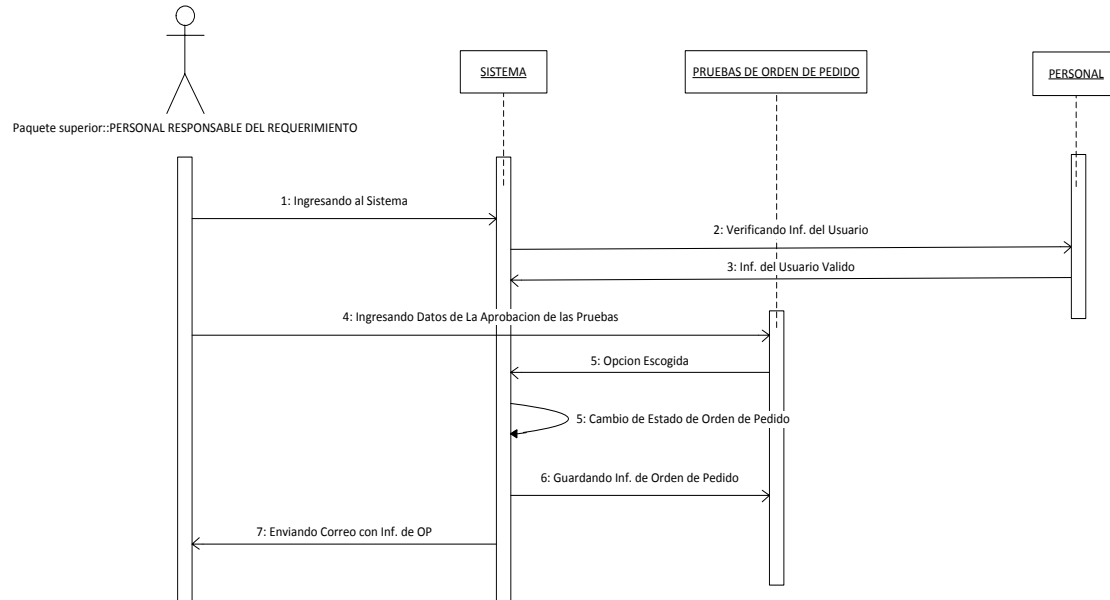 SISTEMA
PRUEBAS DE ORDEN DE PEDIDO
PERSONAL
Paquete superior::PERSONAL RESPONSABLE DEL REQUERIMIENTO
1: Ingresando al Sistema
2: Verificando Inf. del Usuario
3: Inf. del Usuario Valido
4: Ingresando Datos de La Aprobacion de las Pruebas
5: Opcion Escogida
5: Cambio de Estado de Orden de Pedido
6: Guardando Inf. de Orden de Pedido
7: Enviando Correo con Inf. de OP